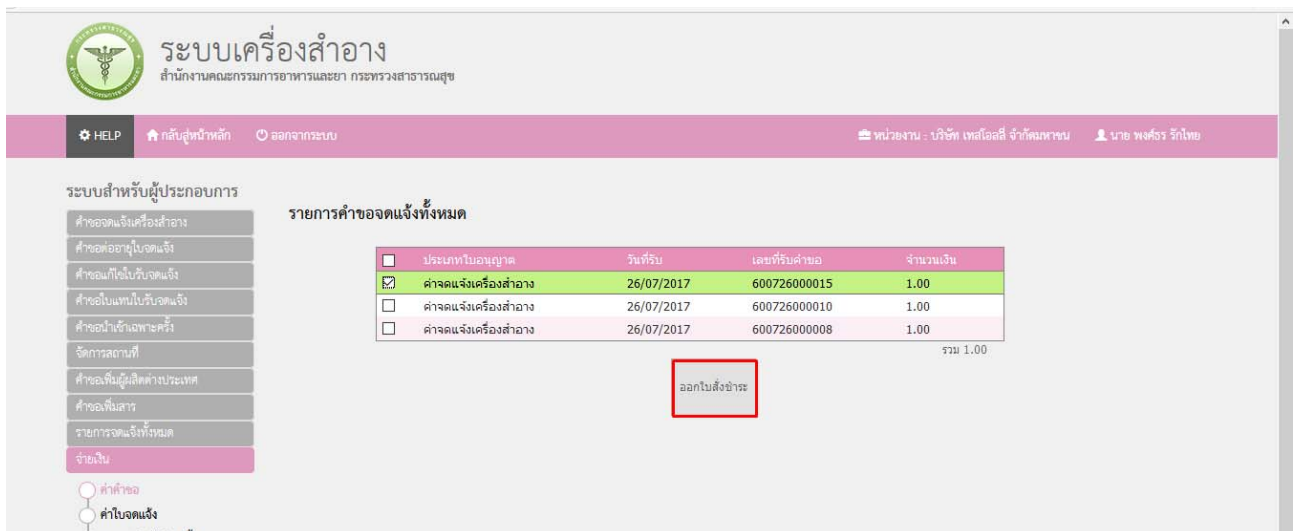 ระบบเครื่องสำอาง
สำนักงานคณะกรรมการอาหารและยา กระทรวงสาธารณสุข
HELP กลับสู่หน้าหลัก ออกจากระบบ หน่วยงาน : บริษัท เทสโอสถี จำกัดมหาชน นาย พงศ์ธร รักไทย
ระบบสำหรับผู้ประกอบการ
คำขอจดแจ้งเครื่องสำอาง
คำขอต่ออายุใบจดแจ้ง
คำขอแก้ไขใบรับจดแจ้ง
คำขอใบแทนใบรับจดแจ้ง
คำขอนำเข้าเฉพาะครั้ง
จัดการสถานที่
คำขอเพิ่มผู้ผลิตต่างประเทศ
คำขอเพิ่มสาร
รายการจดแจ้งทั้งหมด
จ่ายเงิน
ค่าคำขอ
ค่าใบจดแจ้ง
รายการคำขอจดแจ้งทั้งหมด
ประเภทใบอนุญาต วันที่รับ เลขที่รับคำขอ จำนวนเงิน
ค่าจดแจ้งเครื่องสำอาง 26/07/2017 600726000015 1.00
ค่าจดแจ้งเครื่องสำอาง 26/07/2017 600726000010 1.00
ค่าจดแจ้งเครื่องสำอาง 26/07/2017 600726000008 1.00
รวม 1.00
ออกใบสั่งชำระ